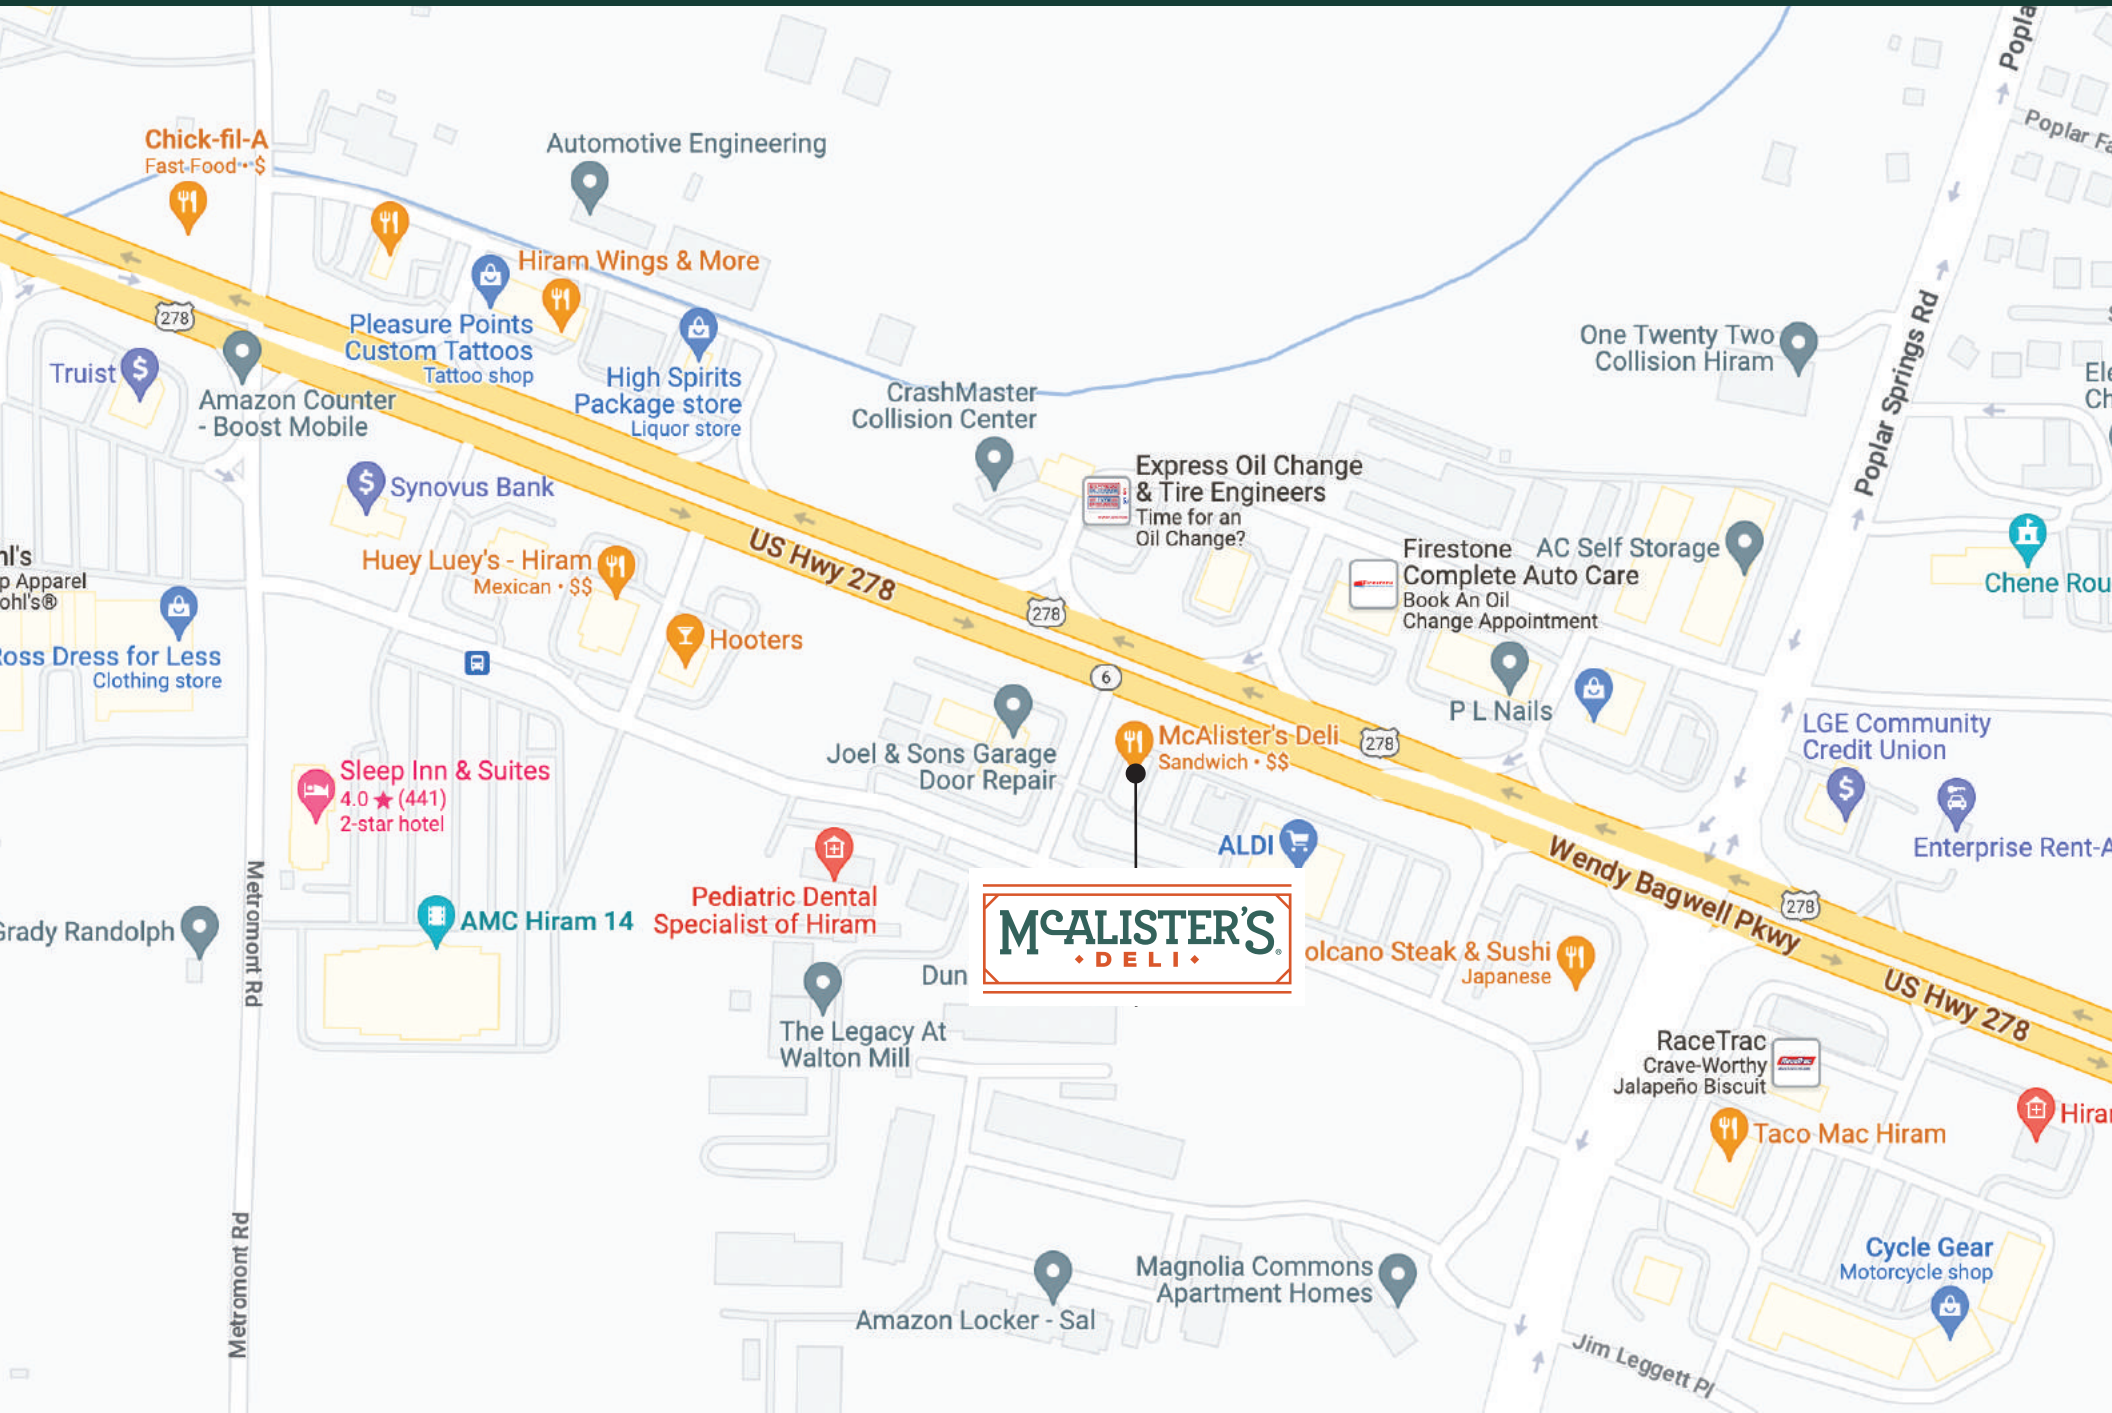 Popla
Poplar Fa
Chick-fil-A
Fast Food • $
Automotive Engineering
Hiram Wings & More
278
Pleasure Points
Custom Tattoos
Tattoo shop
Truist
Amazon Counter
- Boost Mobile
High Spirits
Package store
Liquor store
CrashMaster
Collision Center
One Twenty Two
Collision Hiram
Poplar Springs Rd
Ele
Ch
Synovus Bank
Express Oil Change
& Tire Engineers
Time for an
Oil Change?
US Hwy 278
Huey Luey's - Hiram
Mexican • $$
hl's
p Apparel
ohl's®
Firestone
Complete Auto Care
Book An Oil
Change Appointment
AC Self Storage
Chene Rou
278
Hooters
oss Dress for Less
Clothing store
6
P L Nails
McAlister's Deli
Sandwich • $$
278
LGE Community
Credit Union
Joel & Sons Garage
Door Repair
Sleep Inn & Suites
4.0 ★ (441)
2-star hotel
ALDI
Wendy Bagwell Pkwy
Enterprise Rent-A
278
Pediatric Dental
Specialist of Hiram
AMC Hiram 14
Grady Randolph
Metromont Rd
McALISTER'S®
• DELI •
olcano Steak & Sushi
Japanese
Dun
US Hwy 278
The Legacy At
Walton Mill
RaceTrac
Crave-Worthy
Jalapeño Biscuit
RaceTrac
Taco Mac Hiram
Hira
Metromont Rd
Cycle Gear
Motorcycle shop
Magnolia Commons
Apartment Homes
Amazon Locker - Sal
Jim Leggett Pl